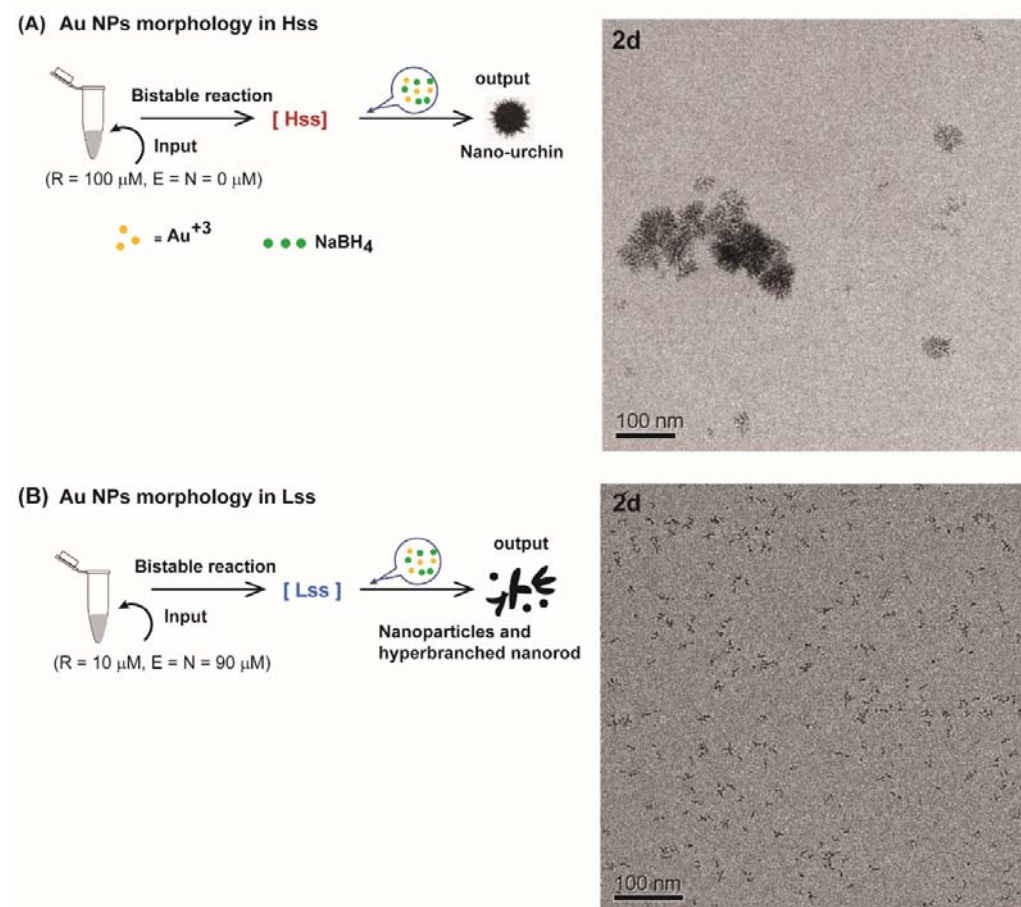 (A) Au NPs morphology in Hss
2d
output
Bistable reaction
[ Hss]
Input
Nano-urchin
(R = 100 μM, E = N = 0 μM)
= Au+3
NaBH4
100 nm
(B) Au NPs morphology in Lss
2d
output
Bistable reaction
[ Lss ]
Input
Nanoparticles and
hyperbranched nanorod
(R = 10 μM, E = N = 90 μM)
100 nm